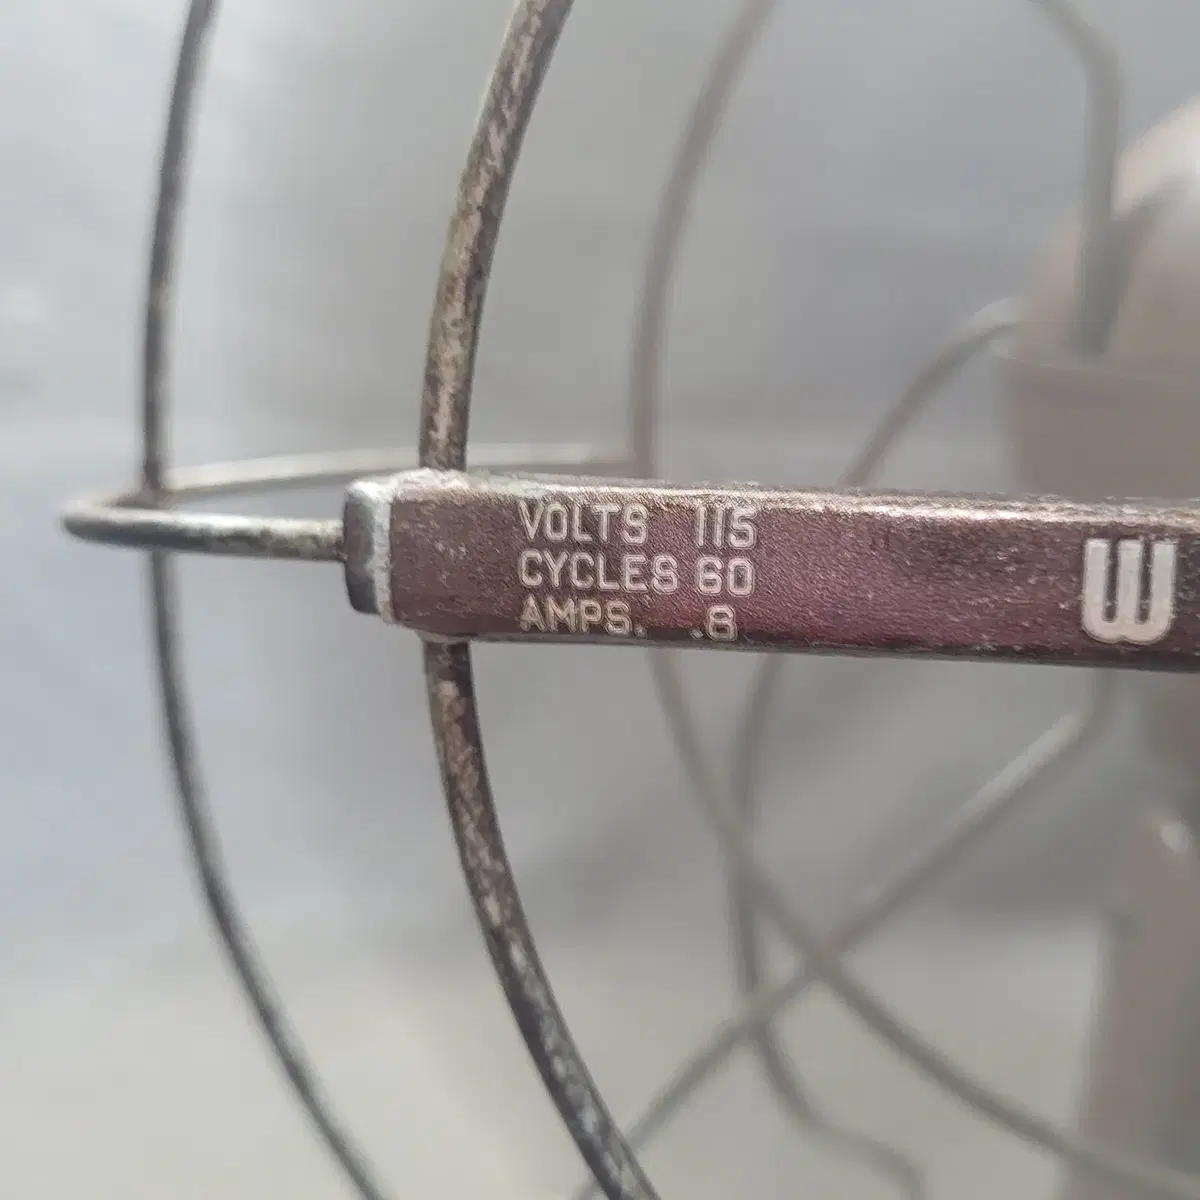 VOLTS 115
CYCLES 60
AMPS. .8
W